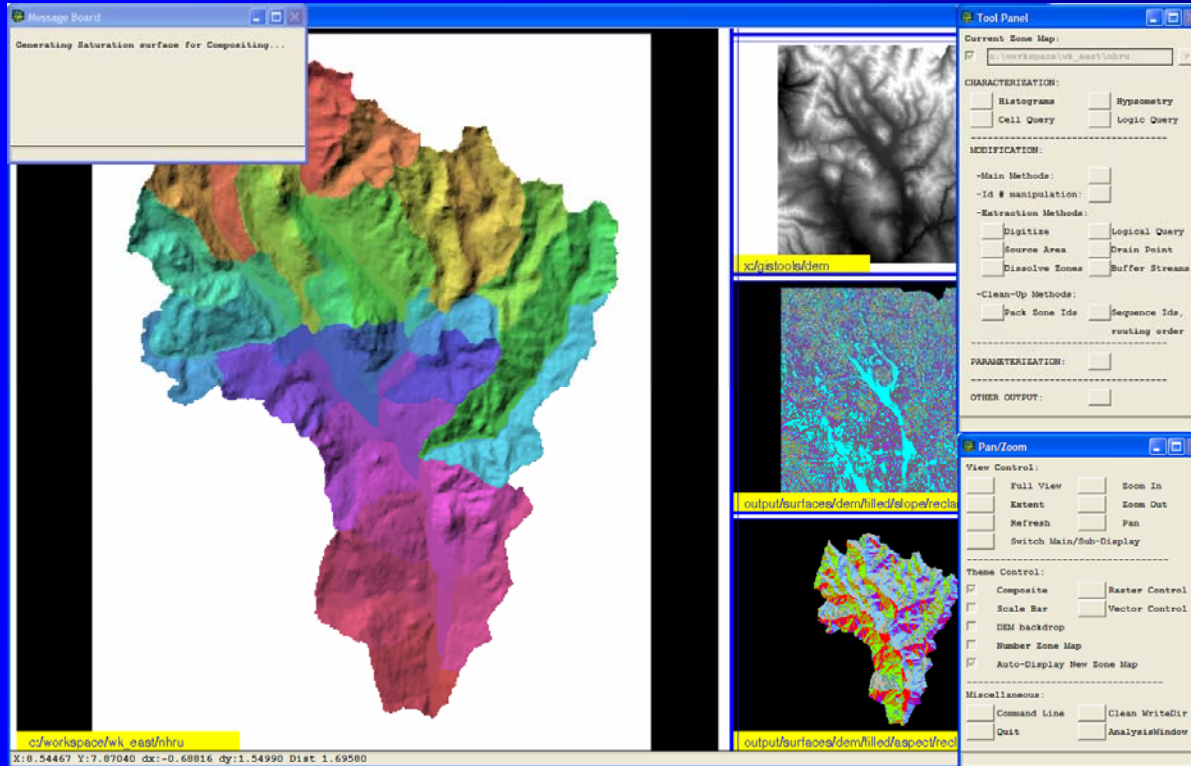 Message Board
Generating Saturation surface for Compositing...
c:/workspace/wk_east/nhru
X:8.54467 Y:7.87040 dx:-0.68816 dy:1.54990 Dist 1.69580
x:/gistools/dem
output/surfaces/dem/filled/slope/recla
output/surfaces/dem/filled/aspect/recl
Tool Panel
Current Zone Map:
c:\workspace\wk_east\nhru
CHARACTERIZATION:
Histograms Hypsometry
Cell Query Logic Query
----------------------------------
MODIFICATION:
-Main Methods:
-Id # manipulation:
-Extraction Methods:
Digitize Logical Query
Source Area Drain Point
Dissolve Zones Buffer Streams
-Clean-Up Methods:
Pack Zone Ids Sequence Ids,
routing order
----------------------------------
PARAMETERIZATION:
----------------------------------
OTHER OUTPUT:
Pan/Zoom
View Control:
Full View Zoom In
Extent Zoom Out
Refresh Pan
Switch Main/Sub-Display
----------------------------------
Theme Control:
Composite Raster Control
Scale Bar Vector Control
DEM backdrop
Number Zone Map
Auto-Display New Zone Map
----------------------------------
Miscellaneous:
Command Line Clean WriteDir
Quit AnalysisWindow